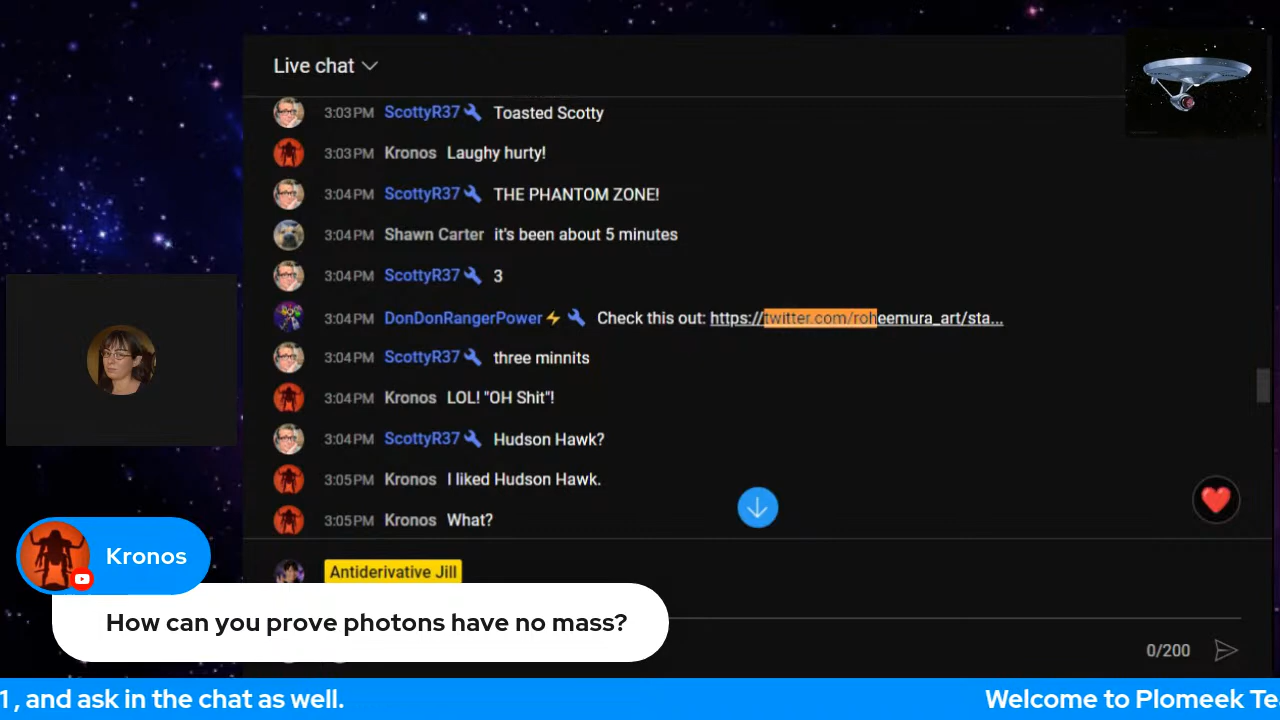 Live chat
3:03 PM ScottyR37 Toasted Scotty
3:03 PM Kronos Laughy hurty!
3:04 PM ScottyR37 THE PHANTOM ZONE!
3:04 PM Shawn Carter it's been about 5 minutes
3:04 PM ScottyR37 3
3:04 PM DonDonRangerPower Check this out: https://twitter.com/roheemura_art/sta...
3:04 PM ScottyR37 three minnits
3:04 PM Kronos LOL! "OH Shit"!
3:04 PM ScottyR37 Hudson Hawk?
3:05 PM Kronos I liked Hudson Hawk.
3:05 PM Kronos What?
Kronos
Antiderivative Jill
How can you prove photons have no mass?
0/200
1, and ask in the chat as well. Welcome to Plomeek Te